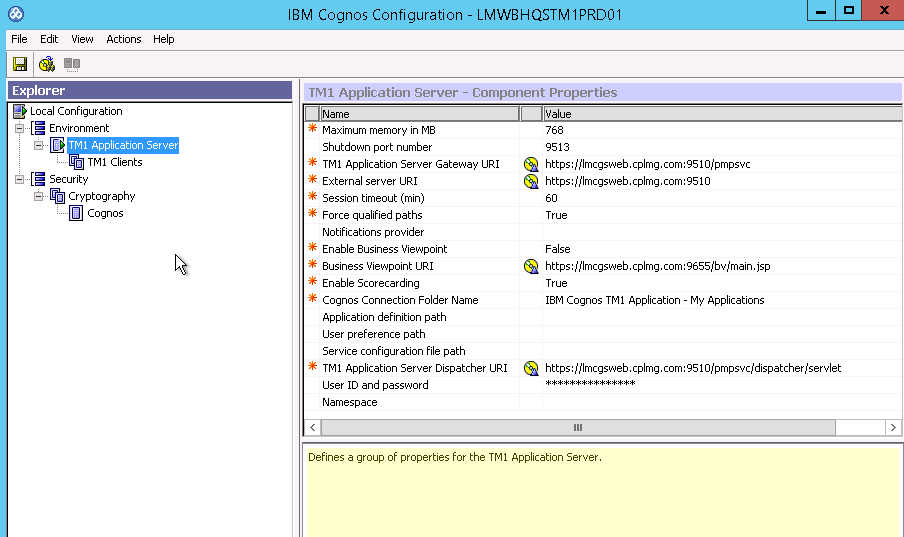 IBM Cognos Configuration - LMWBHQSTM1PRD01
File Edit View Actions Help
Explorer
Local Configuration
Environment
TM1 Application Server
TM1 Clients
Security
Cryptography
Cognos
TM1 Application Server - Component Properties
Name Value
Maximum memory in MB 768
Shutdown port number 9513
TM1 Application Server Gateway URI https://lmcgsweb.cplmg.com:9510/pmpsvc
External server URI https://lmcgsweb.cplmg.com:9510
Session timeout (min) 60
Force qualified paths True
Notifications provider
Enable Business Viewpoint False
Business Viewpoint URI https://lmcgsweb.cplmg.com:9655/bv/main.jsp
Enable Scorecarding True
Cognos Connection Folder Name IBM Cognos TM1 Application - My Applications
Application definition path
User preference path
Service configuration file path
TM1 Application Server Dispatcher URI https://lmcgsweb.cplmg.com:9510/pmpsvc/dispatcher/servlet
User ID and password ***************
Namespace
Defines a group of properties for the TM1 Application Server.